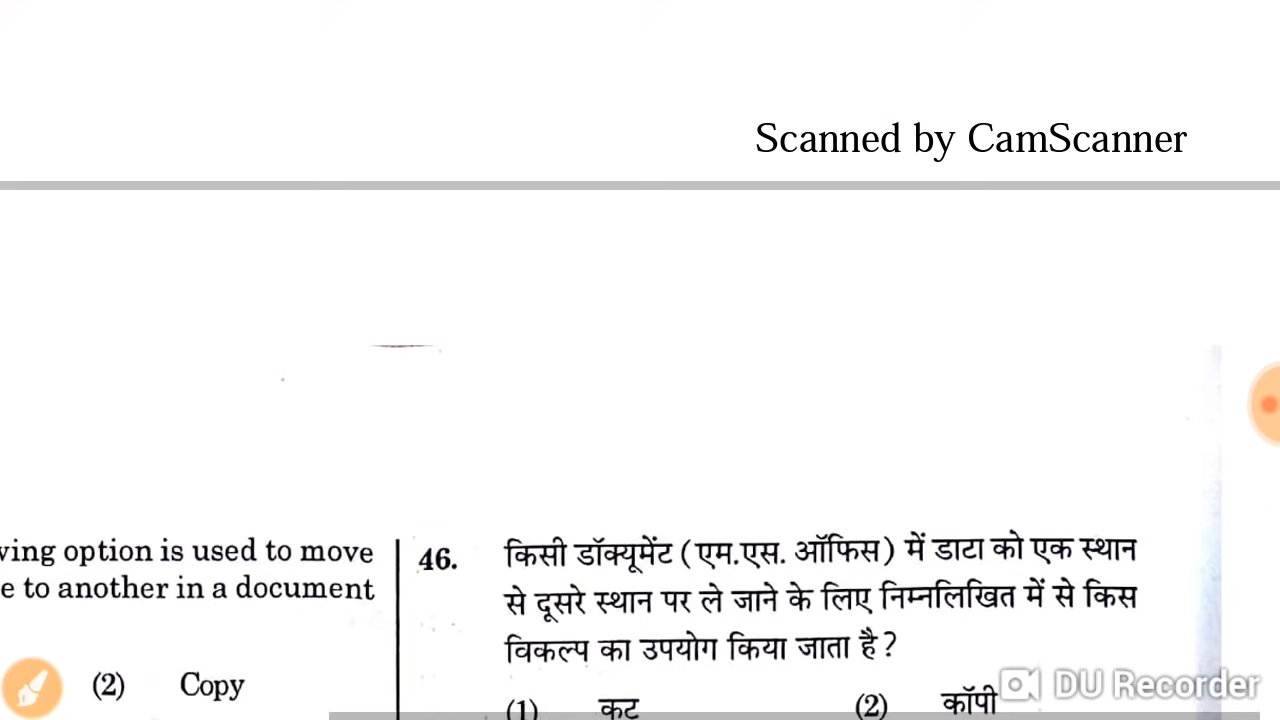 Scanned by CamScanner
ving option is used to move
e to another in a document
(2) Copy
46. किसी डॉक्यूमेंट (एम.एस. ऑफिस) में डाटा को एक स्थान
से दूसरे स्थान पर ले जाने के लिए निम्नलिखित में से किस
विकल्प का उपयोग किया जाता है?
(1) कट (2) कॉपी
DU Recorder